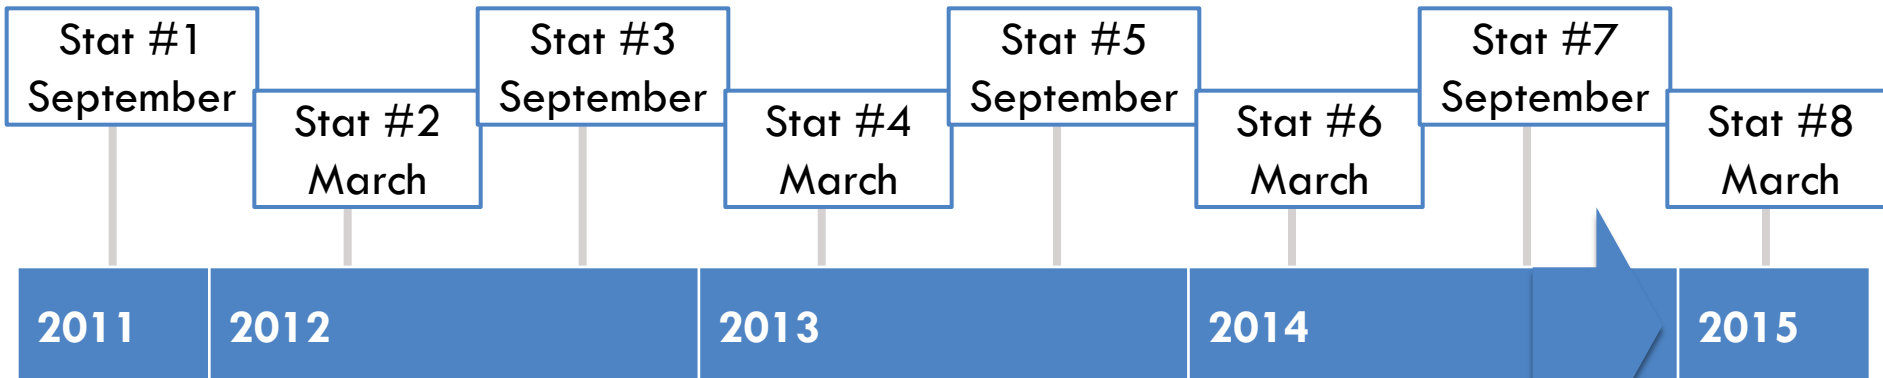 Stat #1
September
Stat #2
March
Stat #3
September
Stat #4
March
Stat #5
September
Stat #6
March
Stat #7
September
Stat #8
March
2011
2012
2013
2014
2015